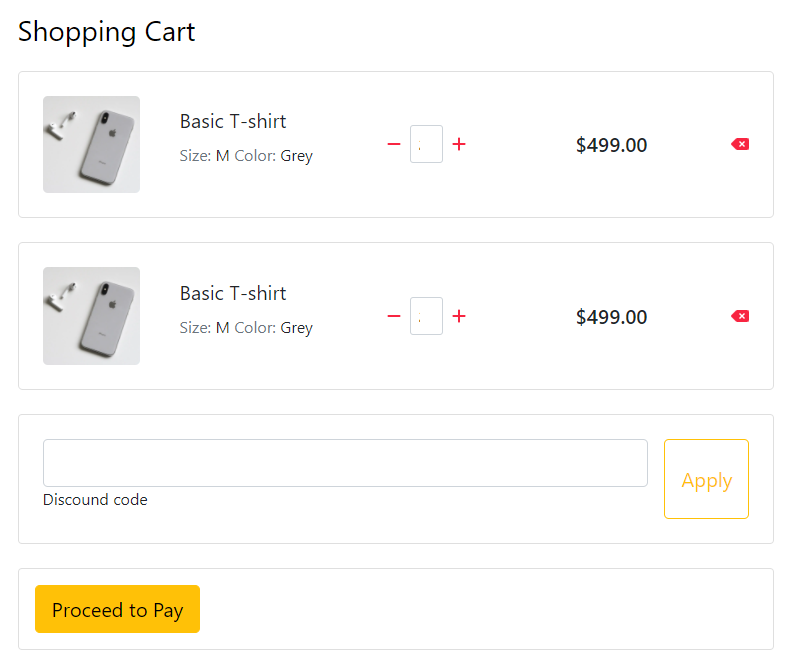 Shopping Cart
Basic T-shirt
Size: M Color: Grey
$499.00
Basic T-shirt
Size: M Color: Grey
$499.00
Apply
Discound code
Proceed to Pay